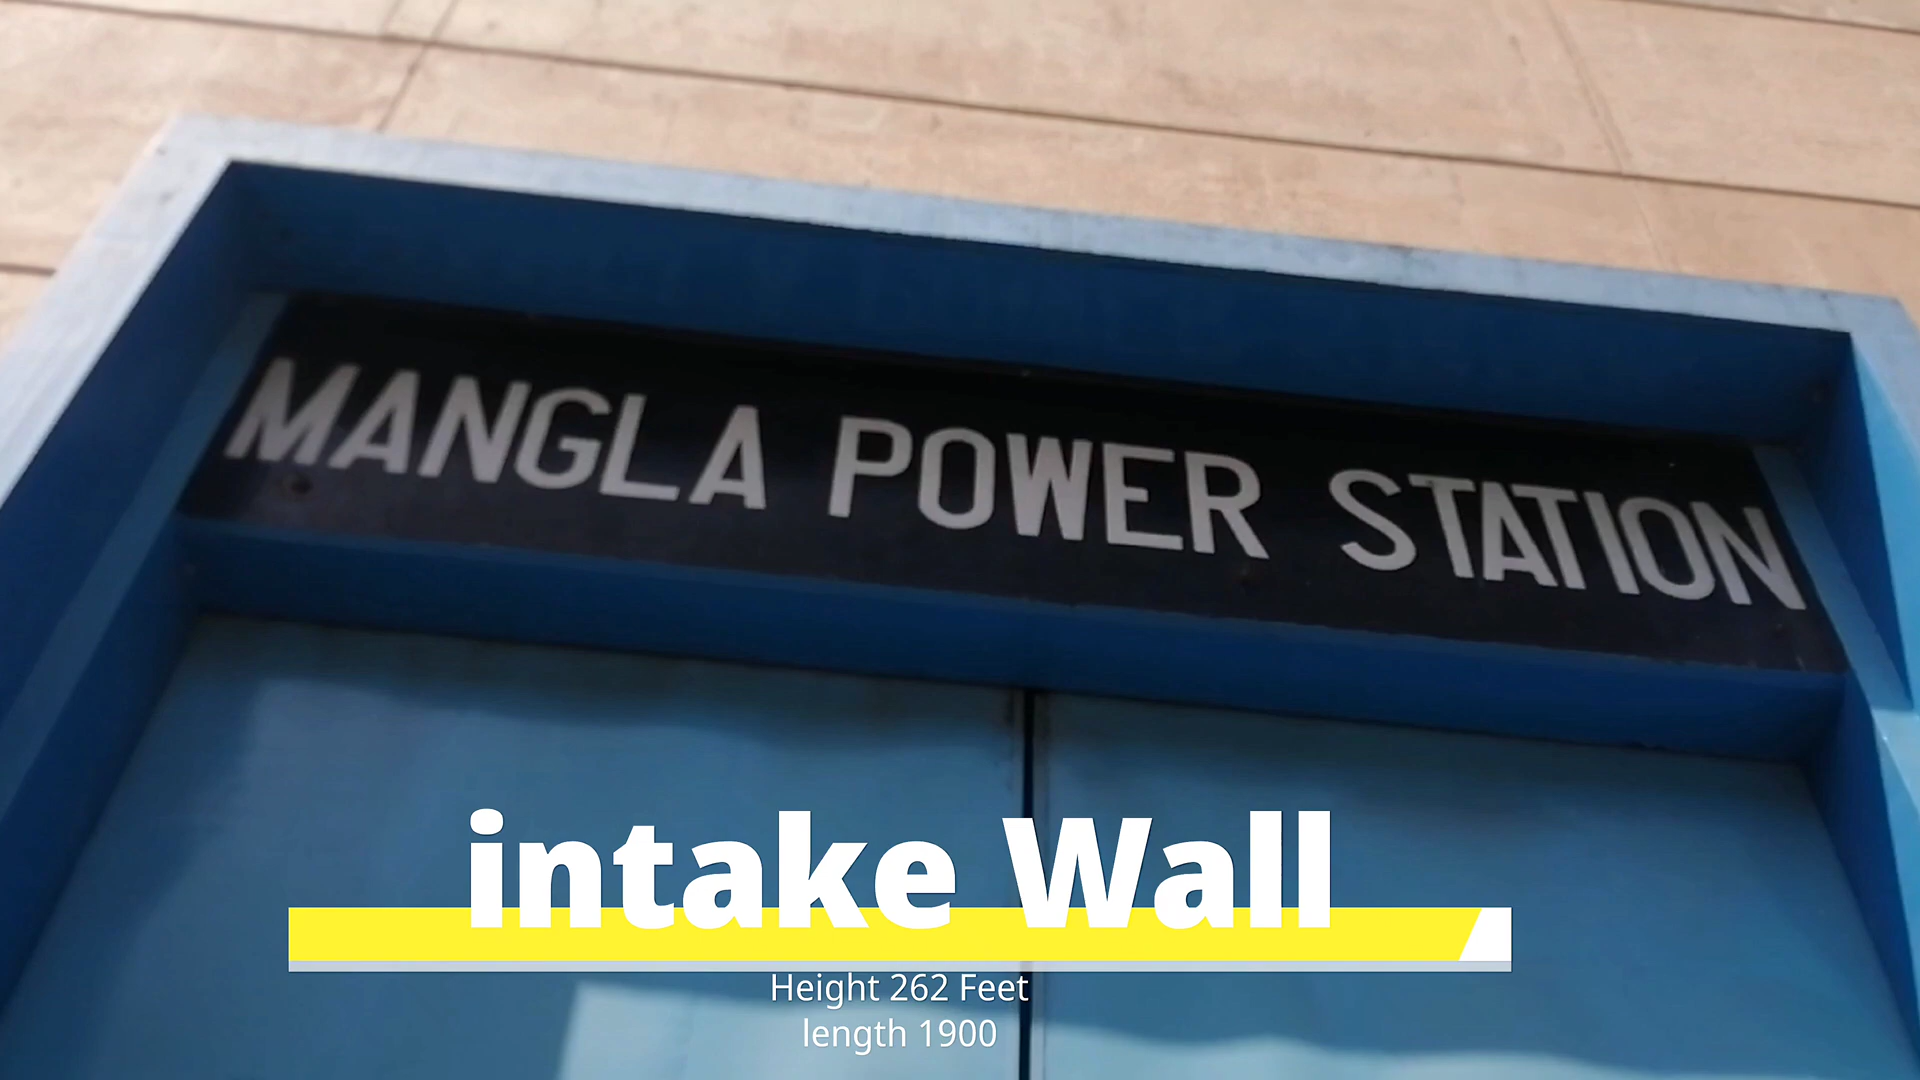 MANGLA POWER STATION
intake Wall
Height 262 Feet
length 1900